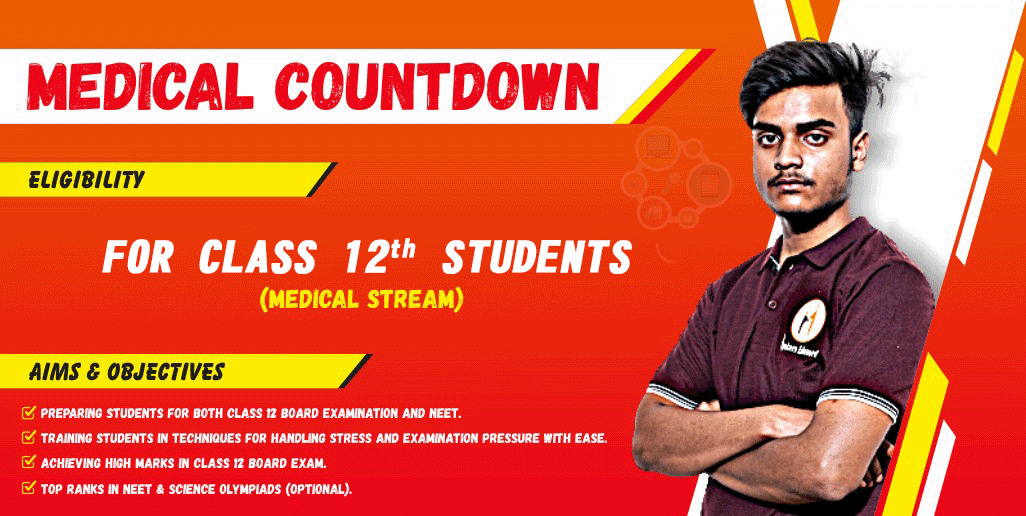 MEDICAL COUNTDOWN
ELIGIBILITY
FOR CLASS 12th STUDENTS
(MEDICAL STREAM)
AIMS & OBJECTIVES
PREPARING STUDENTS FOR BOTH CLASS 12 BOARD EXAMINATION AND NEET.
TRAINING STUDENTS IN TECHNIQUES FOR HANDLING STRESS AND EXAMINATION PRESSURE WITH EASE.
ACHIEVING HIGH MARKS IN CLASS 12 BOARD EXAM.
TOP RANKS IN NEET & SCIENCE OLYMPIADS (OPTIONAL).